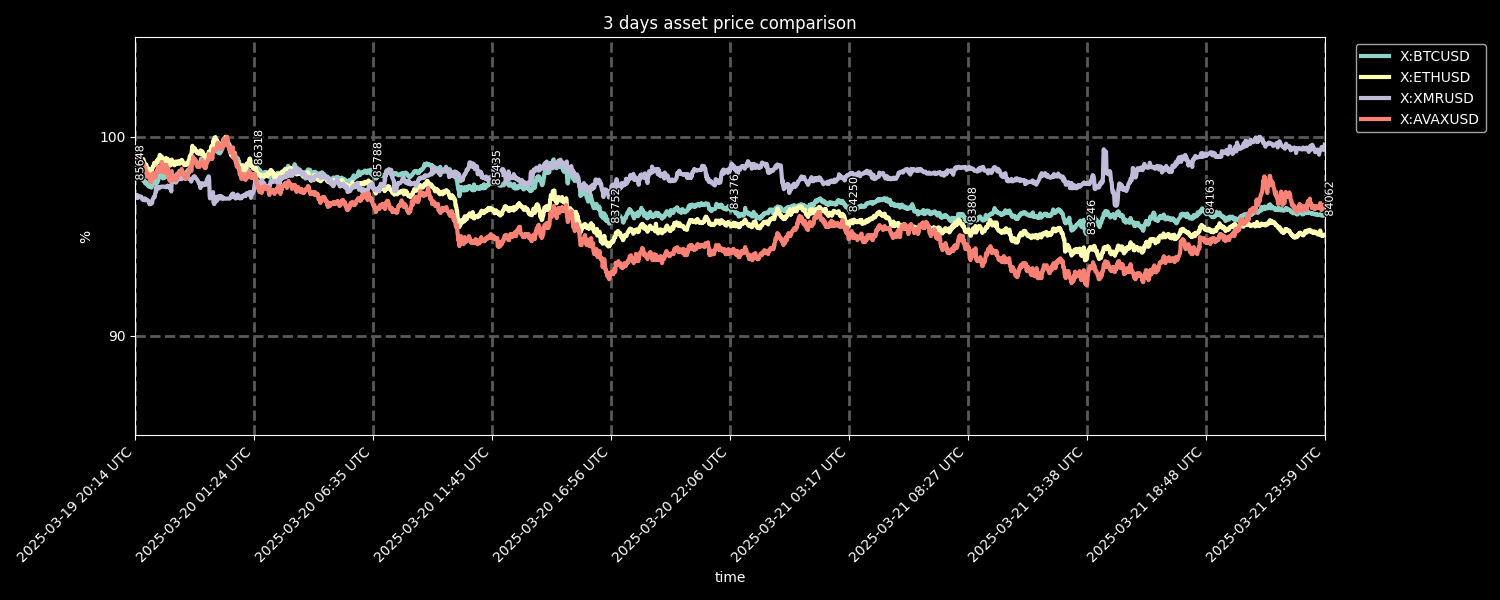 3 days asset price comparison
X:BTCUSD
X:ETHUSD
X:XMRUSD
X:AVAXUSD
100
90
%
85648
86318
85788
85435
83752
84376
84250
83808
83246
84163
84062
2025-03-19 20:14 UTC
2025-03-20 01:24 UTC
2025-03-20 06:35 UTC
2025-03-20 11:45 UTC
2025-03-20 16:56 UTC
2025-03-20 22:06 UTC
2025-03-21 03:17 UTC
2025-03-21 08:27 UTC
2025-03-21 13:38 UTC
2025-03-21 18:48 UTC
2025-03-21 23:59 UTC
time